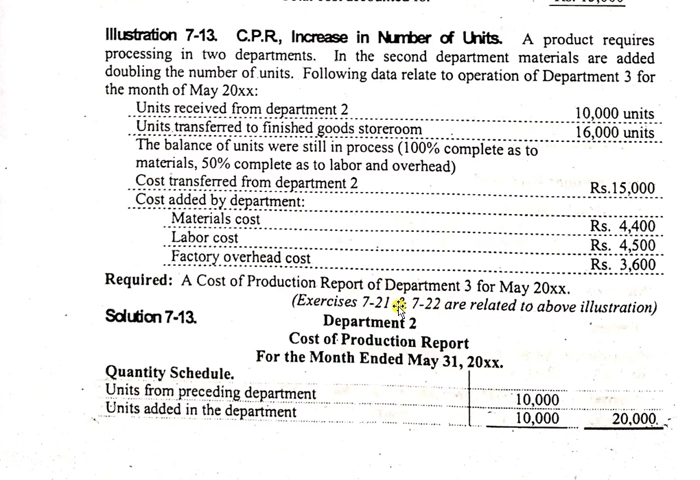 Illustration 7-13. C.P.R, Increase in Number of Units. A product requires
processing in two departments. In the second department materials are added
doubling the number of units. Following data relate to operation of Department 3 for
the month of May 20xx:
Units received from department 2 10,000 units
Units transferred to finished goods storeroom 16,000 units
The balance of units were still in process (100% complete as to
materials, 50% complete as to labor and overhead)
Cost transferred from department 2 Rs.15,000
Cost added by department:
Materials cost Rs. 4,400
Labor cost Rs. 4,500
Factory overhead cost Rs. 3,600
Required: A Cost of Production Report of Department 3 for May 20xx.
(Exercises 7-21 & 7-22 are related to above illustration)
Solution 7-13. Department 2
Cost of Production Report
For the Month Ended May 31, 20xx.
Quantity Schedule.
Units from preceding department 10,000
Units added in the department 10,000 20,000